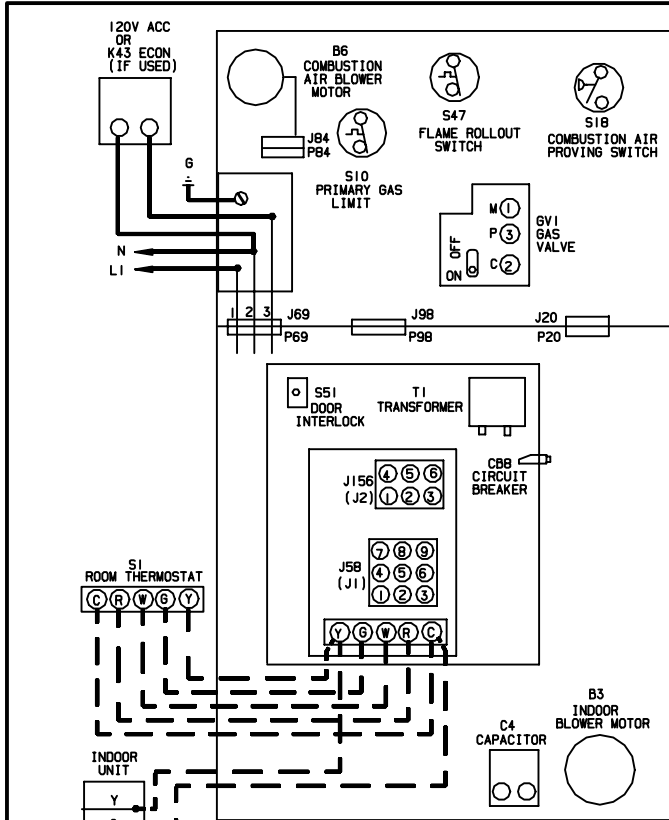 120V ACC
OR
K43 ECON
(IF USED)
B6
COMBUSTION
AIR BLOWER
MOTOR
S47
FLAME ROLLOUT
SWITCH
S18
COMBUSTION AIR
PROVING SWITCH
J84
P84
S10
PRIMARY GAS
LIMIT
G
N
L1
M 1
P 3
C 2
OFF
ON
GV1
GAS
VALVE
1 2 3
J69
P69
J98
P98
J20
P20
S51
DOOR
INTERLOCK
T1
TRANSFORMER
CB8
CIRCUIT
BREAKER
J156
(J2)
4 5 6
1 2 3
J58
(J1)
7 8 9
4 5 6
1 2 3
S1
ROOM THERMOSTAT
C R W G Y
Y G W R C
B3
INDOOR
BLOWER MOTOR
C4
CAPACITOR
INDOOR
UNIT
Y